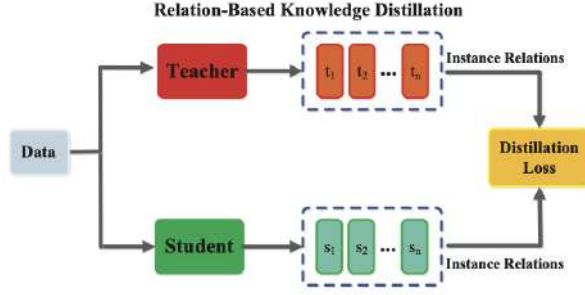 Relation-Based Knowledge Distillation
Teacher
t1 t2 ... tn
Instance Relations
Data
Distillation
Loss
Student
s1 s2 ... sn
Instance Relations